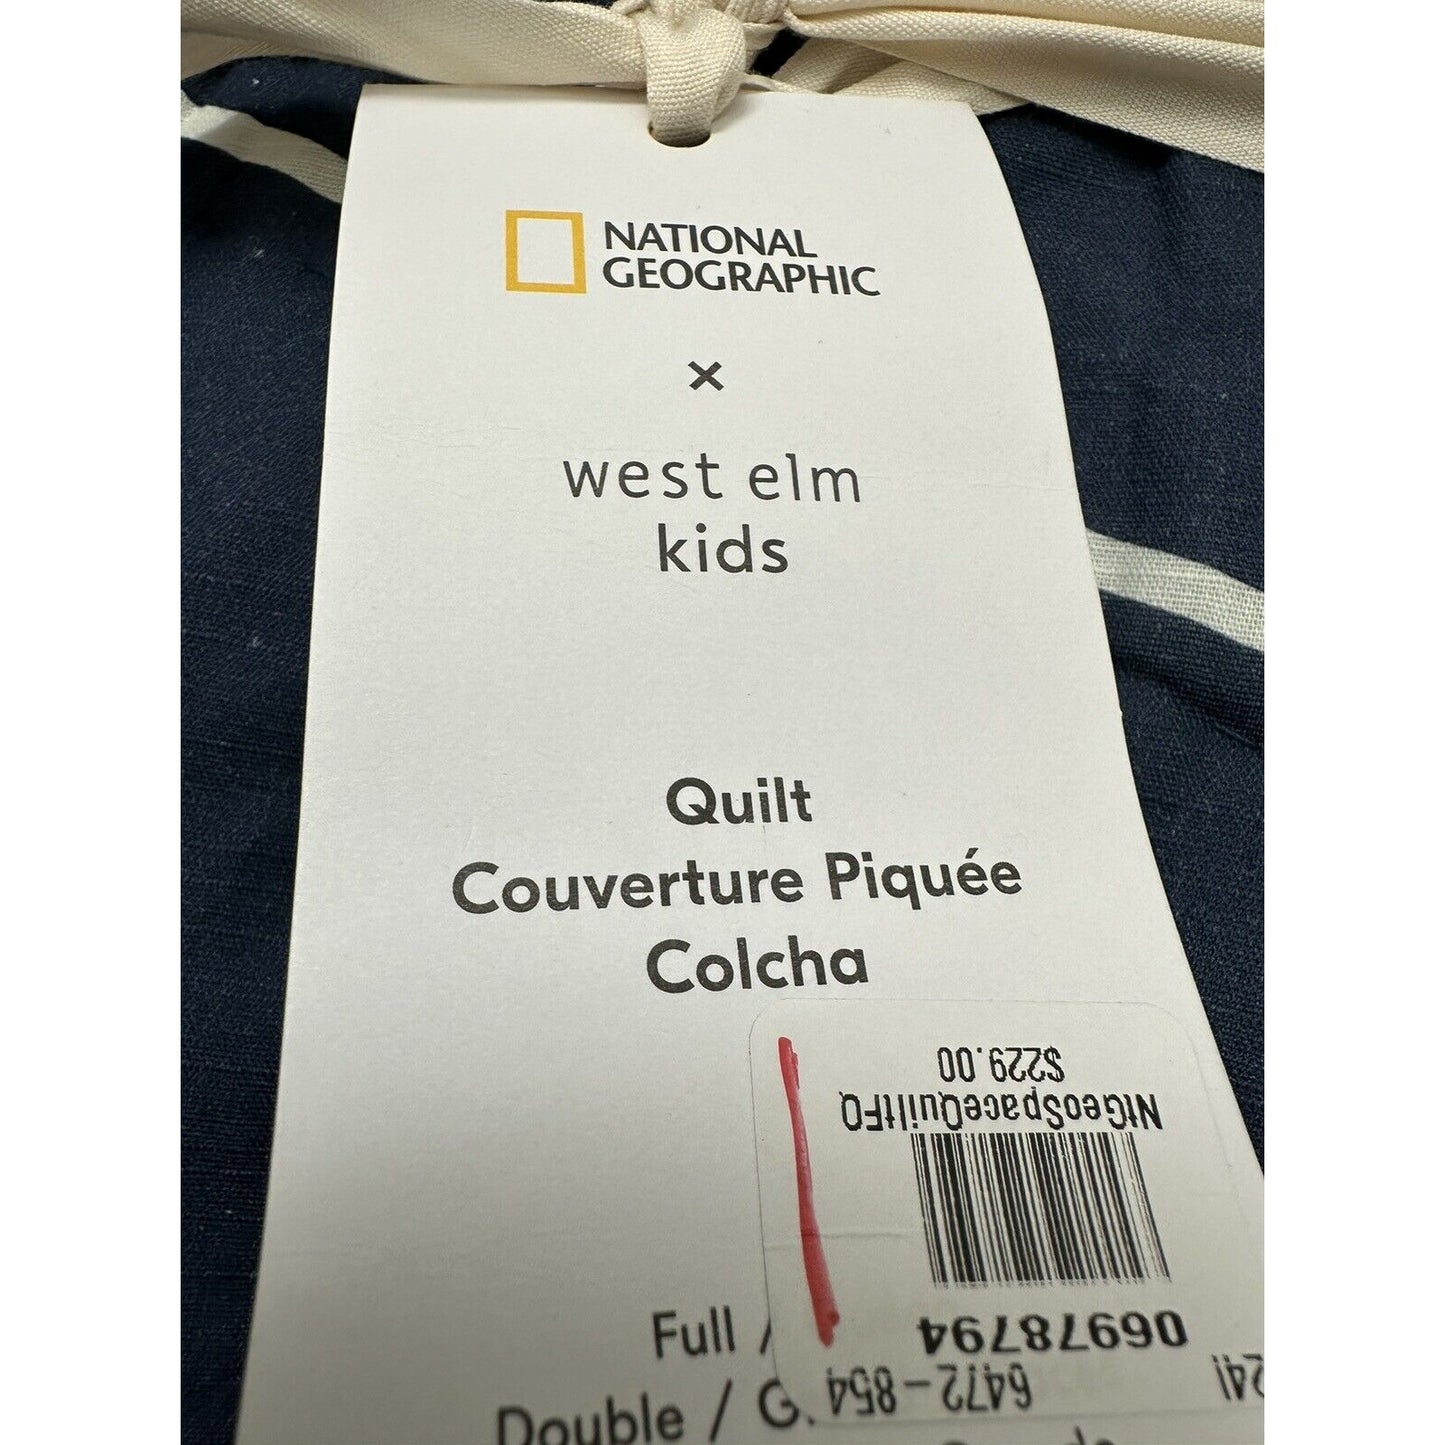 NATIONAL
GEOGRAPHIC
×
west elm
kids
Quilt
Couverture Piquée
Colcha
$229.00
NtGeoSpaceQuiltFQ
06978794
6472-854
Full /
Double / G